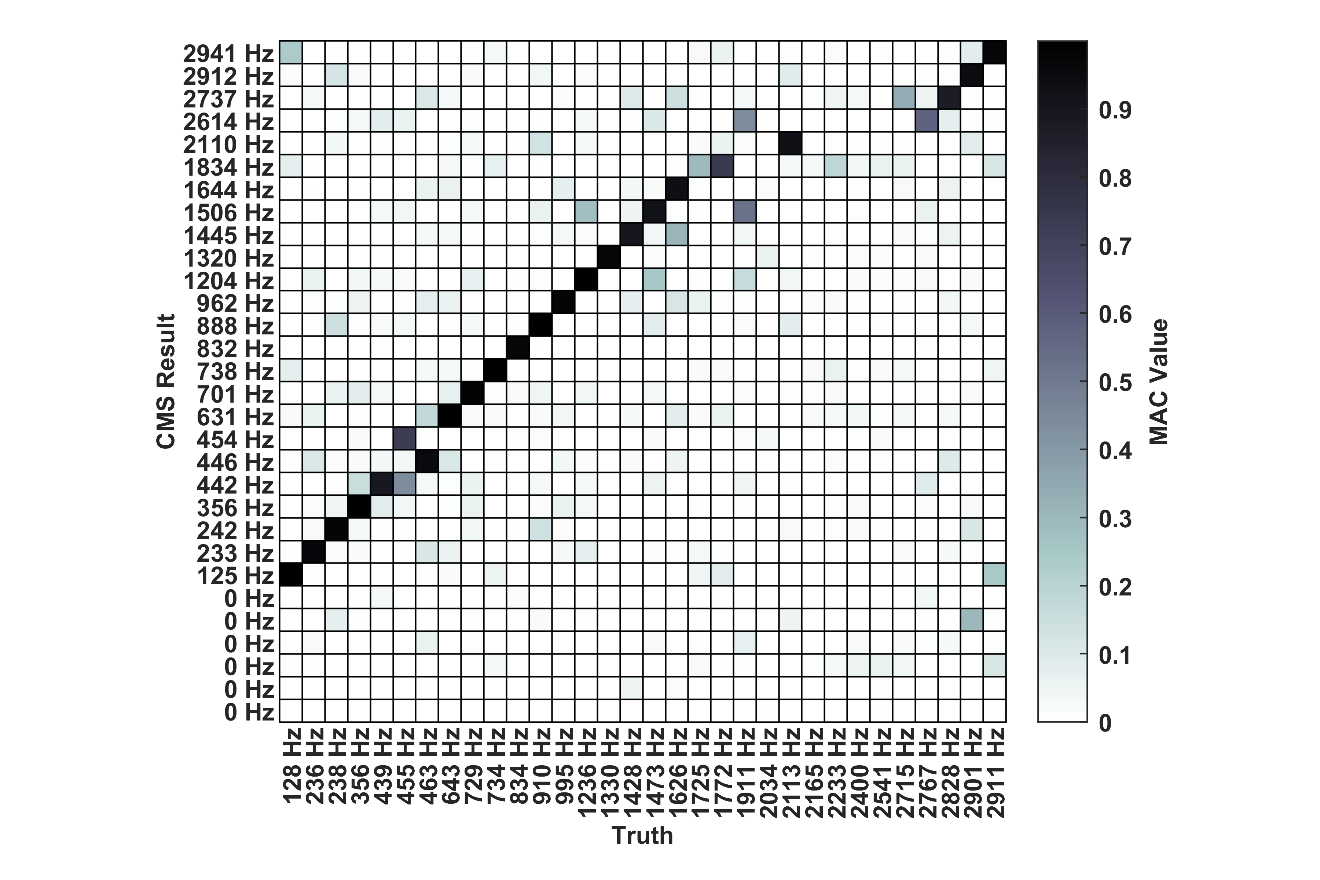 2941 Hz
2912 Hz
2737 Hz
2614 Hz
2110 Hz
1834 Hz
1644 Hz
1506 Hz
1445 Hz
1320 Hz
1204 Hz
962 Hz
888 Hz
832 Hz
738 Hz
701 Hz
631 Hz
454 Hz
446 Hz
442 Hz
356 Hz
242 Hz
233 Hz
125 Hz
0 Hz
0 Hz
0 Hz
0 Hz
0 Hz
0 Hz
CMS Result
128 Hz
236 Hz
238 Hz
356 Hz
439 Hz
455 Hz
463 Hz
643 Hz
729 Hz
734 Hz
834 Hz
910 Hz
995 Hz
1236 Hz
1330 Hz
1428 Hz
1473 Hz
1626 Hz
1725 Hz
1772 Hz
1911 Hz
2034 Hz
2113 Hz
2165 Hz
2233 Hz
2400 Hz
2541 Hz
2715 Hz
2767 Hz
2828 Hz
2901 Hz
2911 Hz
Truth
0.9
0.8
0.7
0.6
0.5
0.4
0.3
0.2
0.1
0
MAC Value